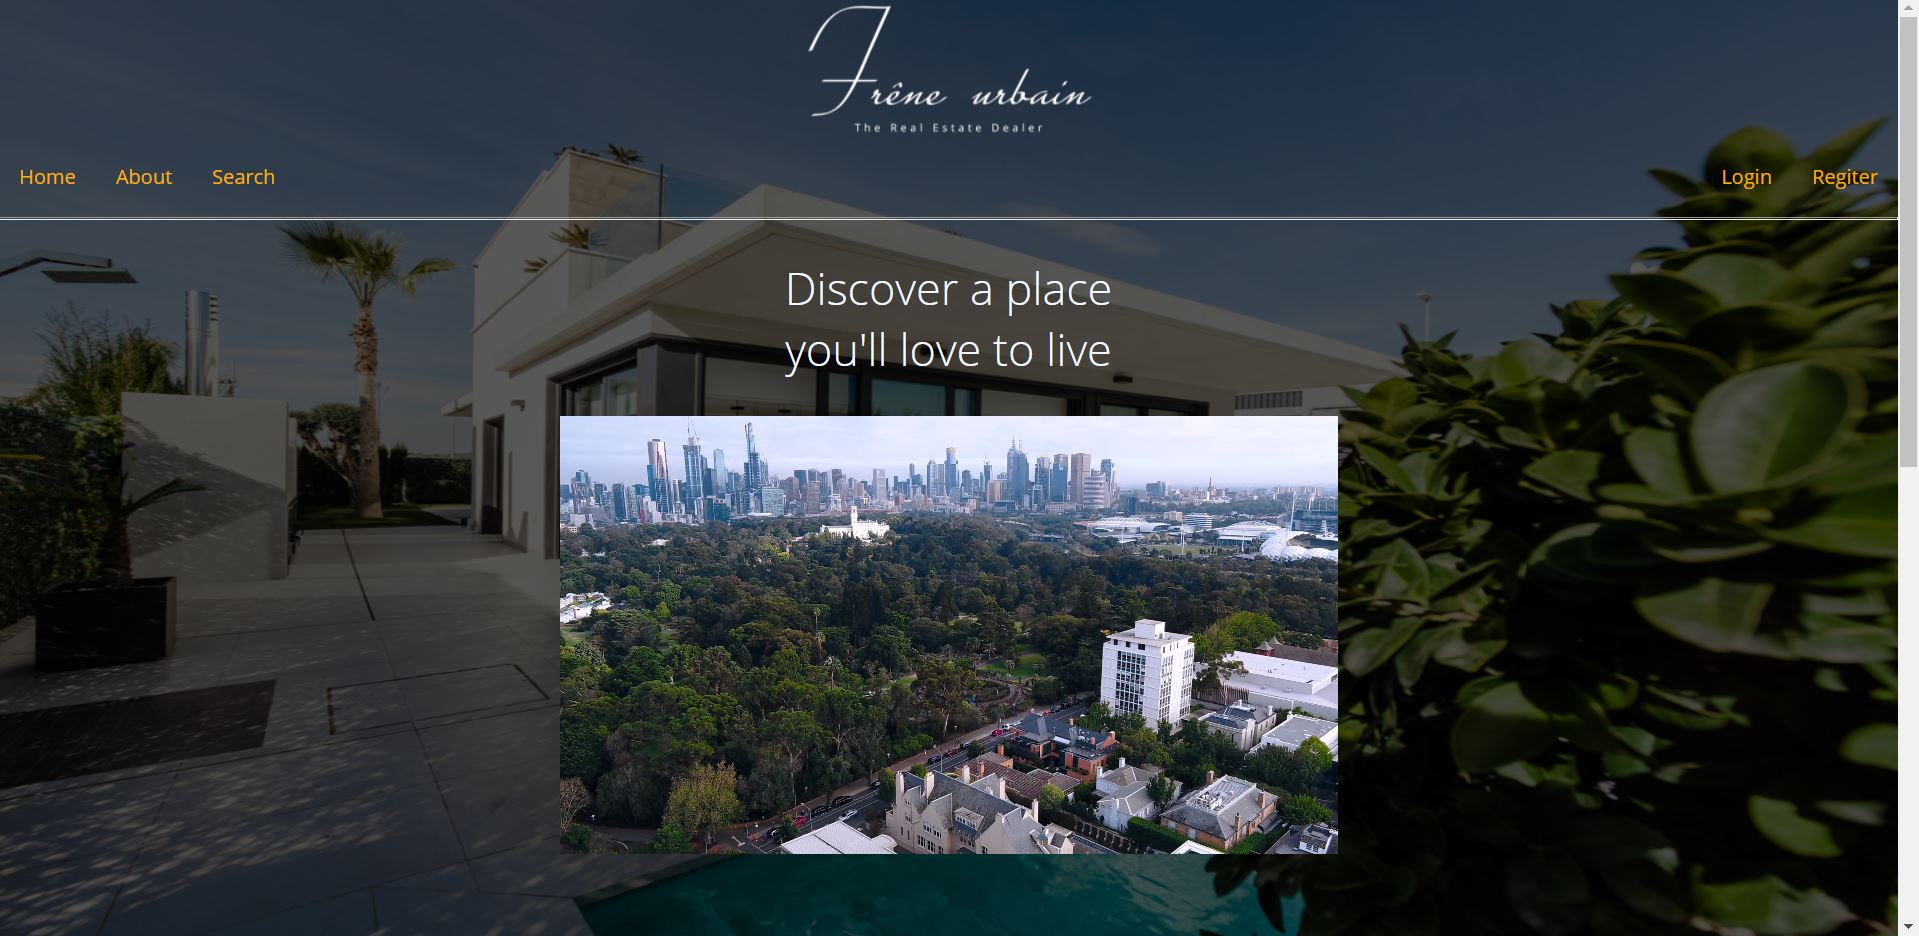 Frêne urbain
The Real Estate Dealer
Home About Search Login Regiter
Discover a place
you'll love to live